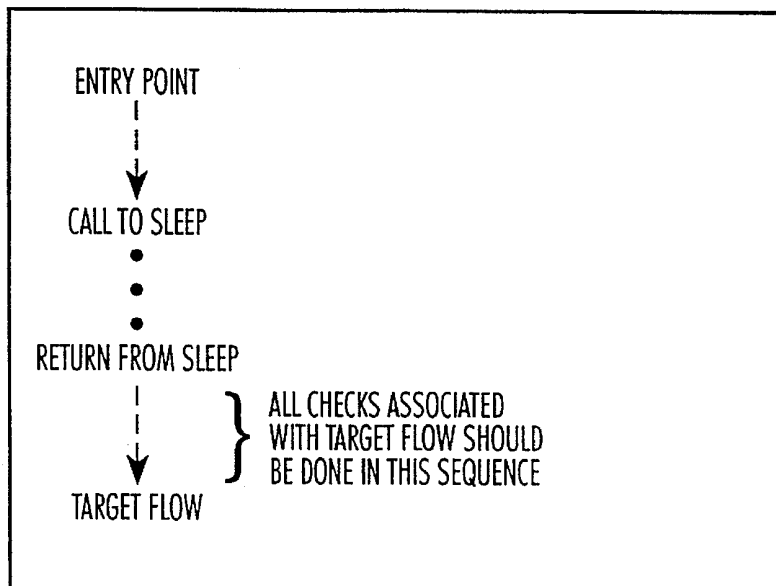 ENTRY POINT
CALL TO SLEEP
RETURN FROM SLEEP
ALL CHECKS ASSOCIATED
WITH TARGET FLOW SHOULD
BE DONE IN THIS SEQUENCE
TARGET FLOW